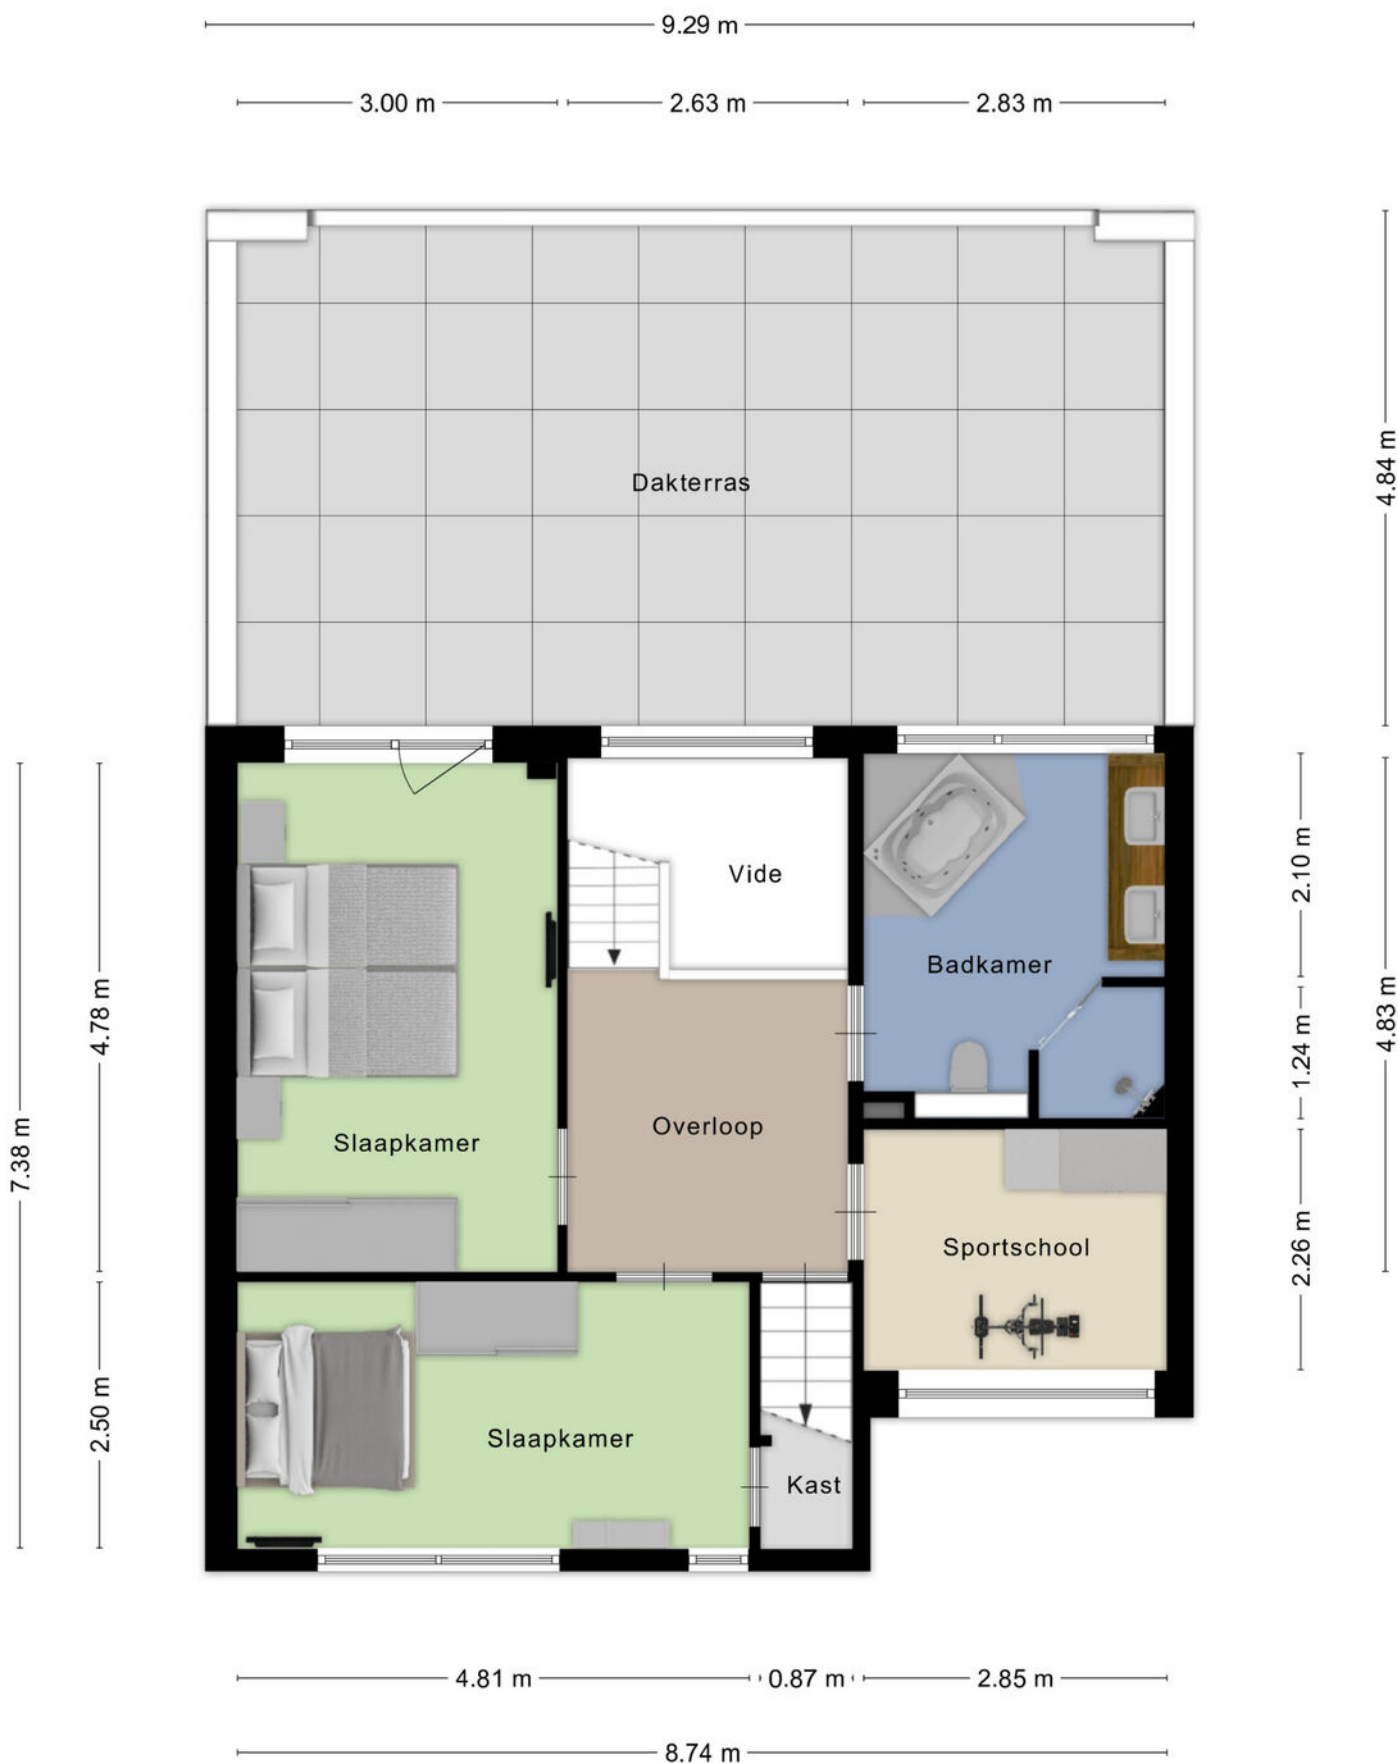 9.29 m
3.00 m
2.63 m
2.83 m
4.84 m
Dakterras
Vide
2.10 m
Badkamer
4.78 m
4.83 m
1.24 m
Overloop
Slaapkamer
7.38 m
Sportschool
2.26 m
2.50 m
Slaapkamer
Kast
4.81 m
0.87 m
2.85 m
8.74 m